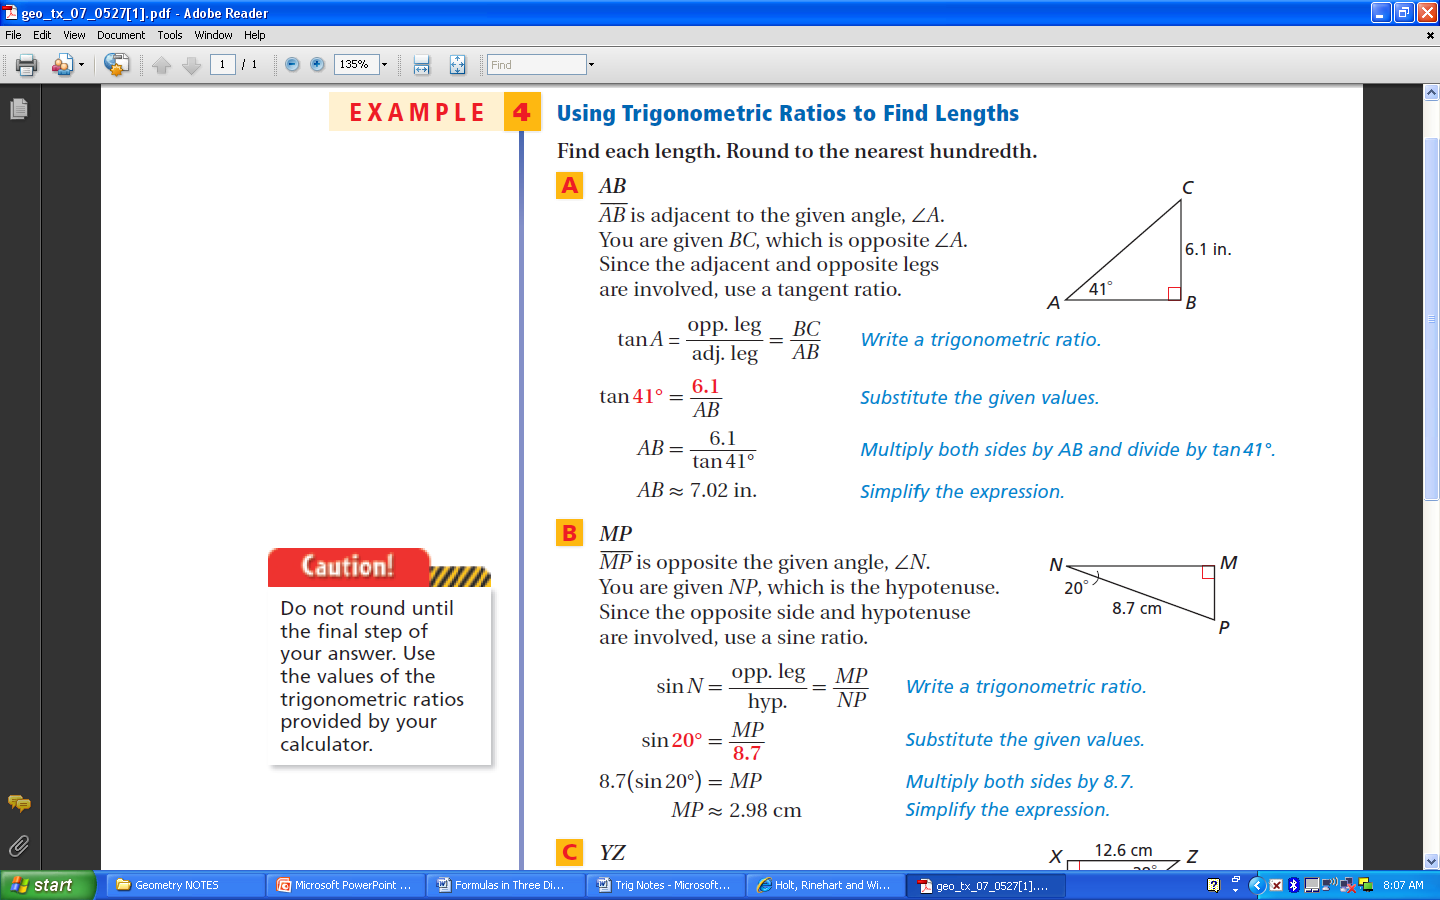 geo_tx_07_0527[1].pdf - Adobe Reader
File Edit View Document Tools Window Help
1 / 1 135% Find
EXAMPLE 4 Using Trigonometric Ratios to Find Lengths
Find each length. Round to the nearest hundredth.
A AB
AB is adjacent to the given angle, ∠A.
You are given BC, which is opposite ∠A.
Since the adjacent and opposite legs
are involved, use a tangent ratio.
C
6.1 in.
41°
A B
tan A = opp. leg / adj. leg = BC / AB Write a trigonometric ratio.
tan 41° = 6.1 / AB Substitute the given values.
AB = 6.1 / tan 41° Multiply both sides by AB and divide by tan 41°.
AB ≈ 7.02 in. Simplify the expression.
B MP
MP is opposite the given angle, ∠N.
You are given NP, which is the hypotenuse.
Since the opposite side and hypotenuse
are involved, use a sine ratio.
N M
20°
8.7 cm
P
sin N = opp. leg / hyp. = MP / NP Write a trigonometric ratio.
sin 20° = MP / 8.7 Substitute the given values.
8.7(sin 20°) = MP Multiply both sides by 8.7.
MP ≈ 2.98 cm Simplify the expression.
Caution!
Do not round until
the final step of
your answer. Use
the values of the
trigonometric ratios
provided by your
calculator.
C YZ
X 12.6 cm Z
start Geometry NOTES Microsoft PowerPoint ... Formulas in Three Di... Trig Notes - Microsoft... Holt, Rinehart and Wi... geo_tx_07_0527[1].... 8:07 AM